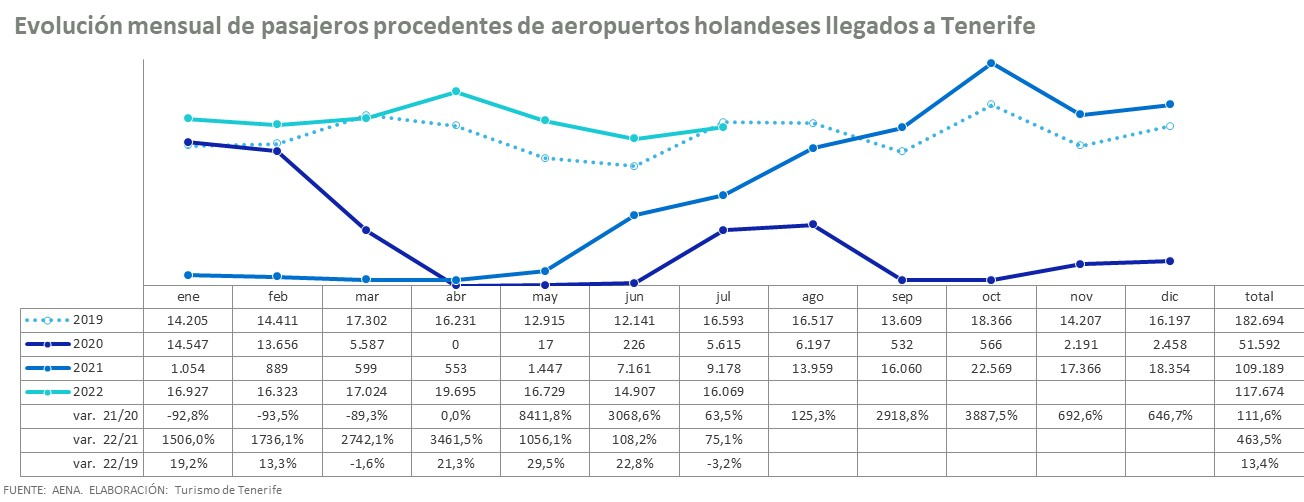 Evolución mensual de pasajeros procedentes de aeropuertos holandeses llegados a Tenerife
ene feb mar abr may jun jul ago sep oct nov dic total
2019 14.205 14.411 17.302 16.231 12.915 12.141 16.593 16.517 13.609 18.366 14.207 16.197 182.694
2020 14.547 13.656 5.587 0 17 226 5.615 6.197 532 566 2.191 2.458 51.592
2021 1.054 889 599 553 1.447 7.161 9.178 13.959 16.060 22.569 17.366 18.354 109.189
2022 16.927 16.323 17.024 19.695 16.729 14.907 16.069 117.674
var. 21/20 -92,8% -93,5% -89,3% 0,0% 8411,8% 3068,6% 63,5% 125,3% 2918,8% 3887,5% 692,6% 646,7% 111,6%
var. 22/21 1506,0% 1736,1% 2742,1% 3461,5% 1056,1% 108,2% 75,1% 463,5%
var. 22/19 19,2% 13,3% -1,6% 21,3% 29,5% 22,8% -3,2% 13,4%
FUENTE: AENA. ELABORACIÓN: Turismo de Tenerife